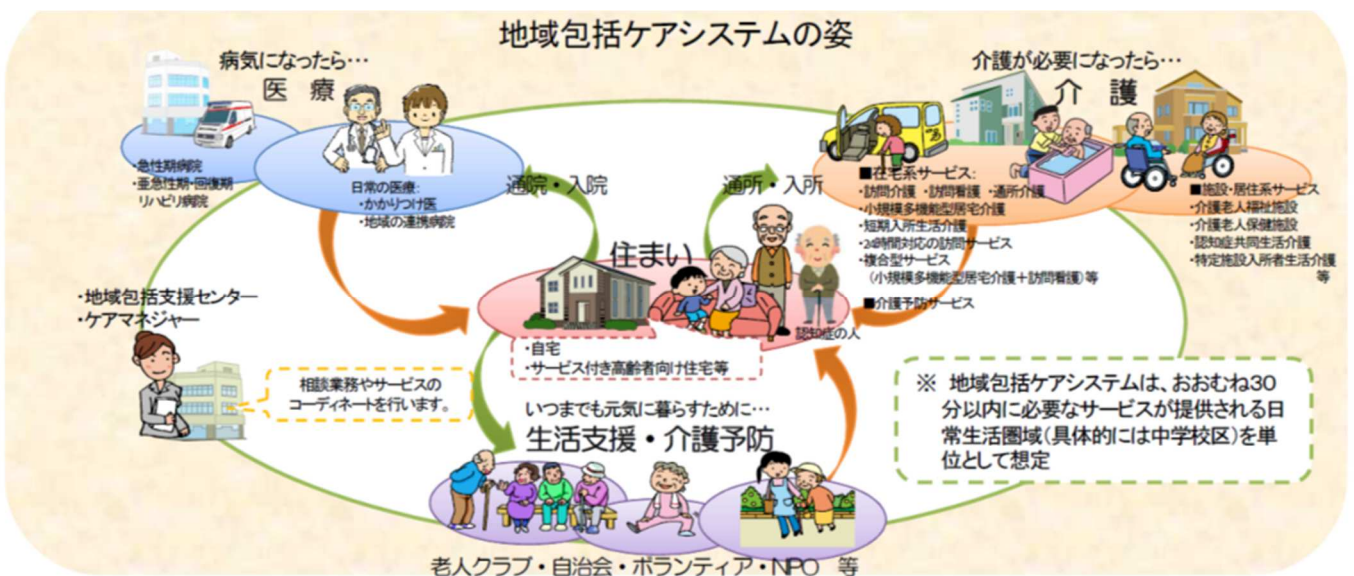 地域包括ケアシステムの姿
病気になったら…
医 療
・急性期病院
・亜急性期・回復期
リハビリ病院
日常の医療:
・かかりつけ医
・地域の連携病院
通院・入院
通所・入所
介護が必要になったら…
介 護
■在宅系サービス:
・訪問介護 ・訪問看護 ・通所介護
・小規模多機能型居宅介護
・短期入所生活介護
・24時間対応の訪問サービス
・複合型サービス
(小規模多機能型居宅介護+訪問看護)等
■介護予防サービス
■施設・居住系サービス
・介護老人福祉施設
・介護老人保健施設
・認知症共同生活介護
・特定施設入所者生活介護
等
住まい
認知症の人
・自宅
・サービス付き高齢者向け住宅等
・地域包括支援センター
・ケアマネジャー
相談業務やサービスの
コーディネートを行います。
いつまでも元気に暮らすために…
生活支援・介護予防
老人クラブ・自治会・ボランティア・NPO 等
※ 地域包括ケアシステムは、おおむね30
分以内に必要なサービスが提供される日
常生活圏域(具体的には中学校区)を単
位として想定